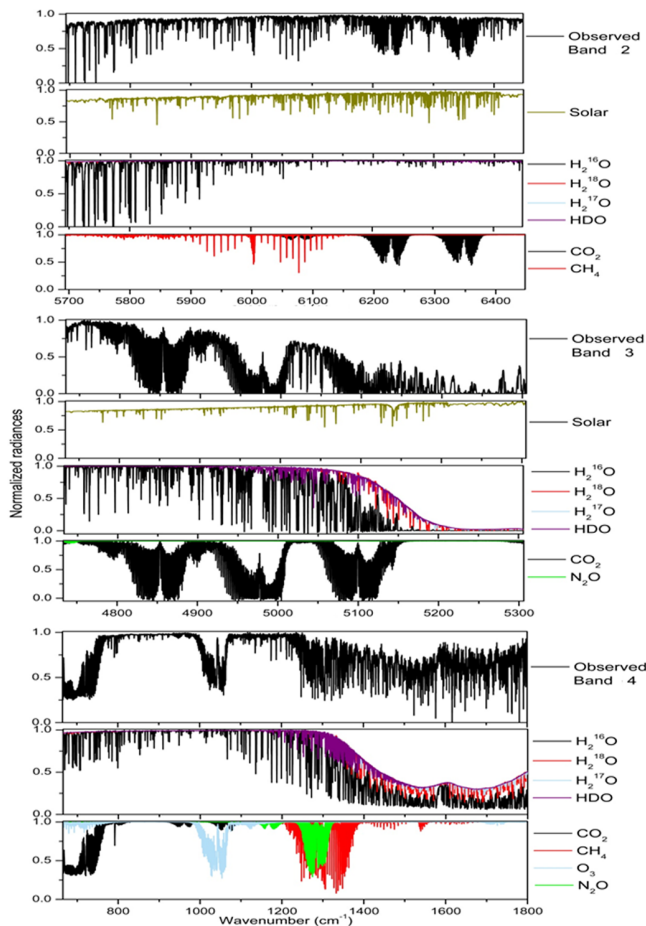 1.0
0.5
0.0
Observed
Band 2
1.0
0.5
0.0
Solar
1.0
0.5
0.0
H₂¹⁶O
H₂¹⁸O
H₂¹⁷O
HDO
1.0
0.5
0.0
CO₂
CH₄
5700 5800 5900 6000 6100 6200 6300 6400
Normalized radiances
1.0
0.5
0.0
Observed
Band 3
1.0
0.5
0.0
Solar
1.0
0.5
0.0
H₂¹⁶O
H₂¹⁸O
H₂¹⁷O
HDO
1.0
0.5
0.0
CO₂
N₂O
4800 4900 5000 5100 5200 5300
1.0
0.5
0.0
Observed
Band 4
1.0
0.5
0.0
H₂¹⁶O
H₂¹⁸O
H₂¹⁷O
HDO
1.0
0.5
0.0
CO₂
CH₄
O₃
N₂O
800 1000 1200 1400 1600 1800
Wavenumber (cm⁻¹)